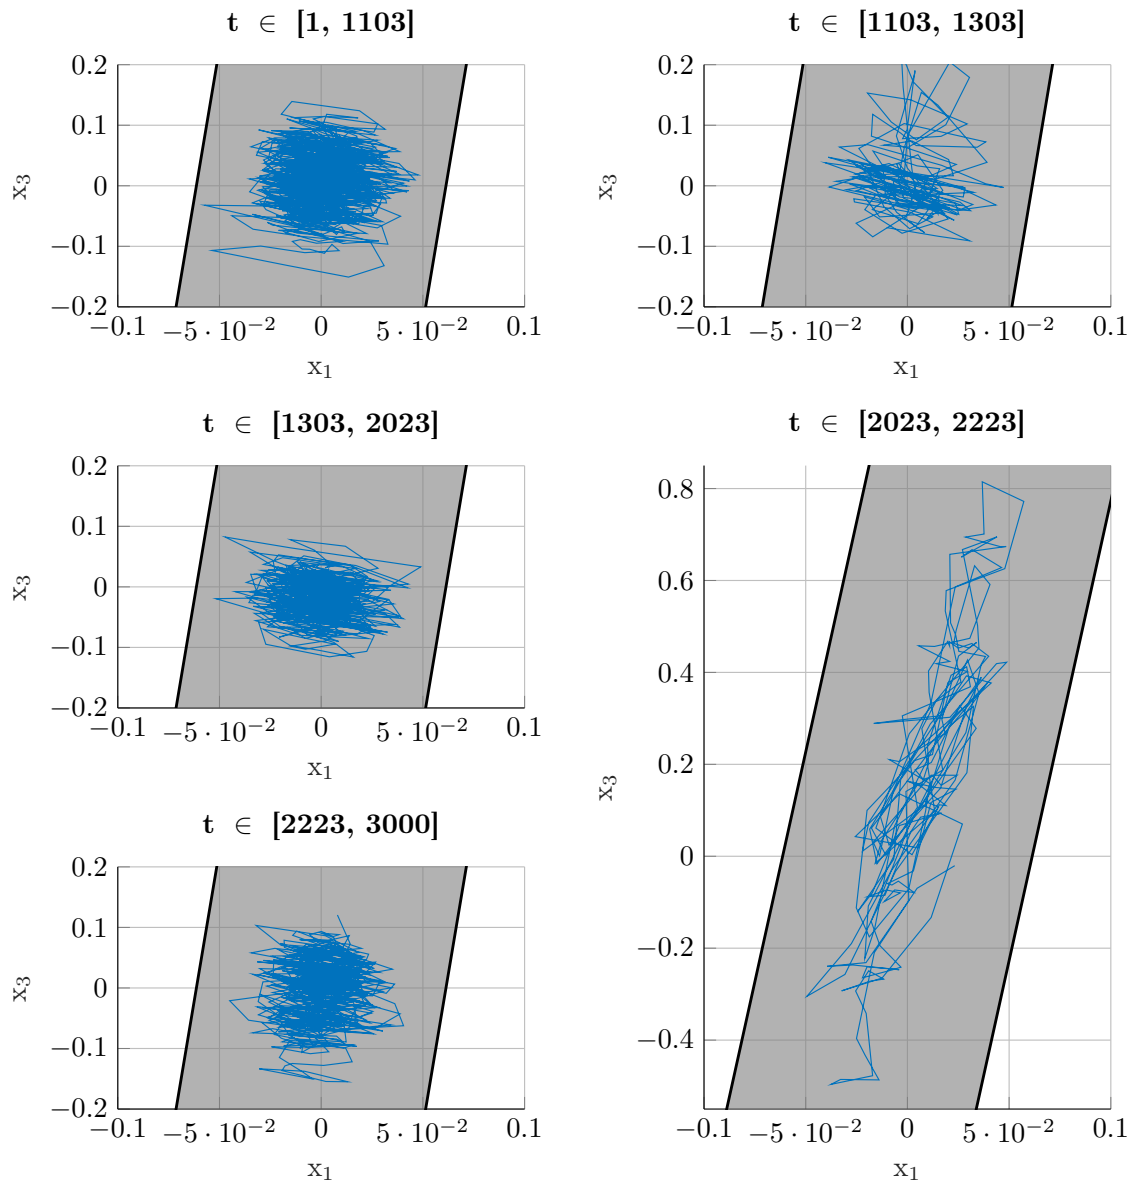 t ∈ [1, 1103]
0.2
0.1
0
−0.1
−0.2
x₃
−0.1 −5 · 10⁻² 0 5 · 10⁻² 0.1
x₁
t ∈ [1103, 1303]
0.2
0.1
0
−0.1
−0.2
x₃
−0.1 −5 · 10⁻² 0 5 · 10⁻² 0.1
x₁
t ∈ [1303, 2023]
0.2
0.1
0
−0.1
−0.2
x₃
−0.1 −5 · 10⁻² 0 5 · 10⁻² 0.1
x₁
t ∈ [2023, 2223]
0.8
0.6
0.4
0.2
0
−0.2
−0.4
x₃
−0.1 −5 · 10⁻² 0 5 · 10⁻² 0.1
x₁
t ∈ [2223, 3000]
0.2
0.1
0
−0.1
−0.2
x₃
−0.1 −5 · 10⁻² 0 5 · 10⁻² 0.1
x₁